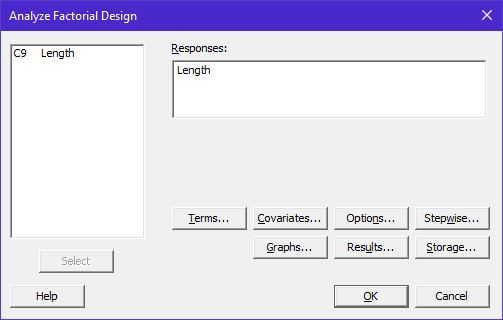 Analyze Factorial Design
C9 Length
Responses:
Length
Terms...
Covariates...
Options...
Stepwise...
Graphs...
Results...
Storage...
Select
Help
OK
Cancel